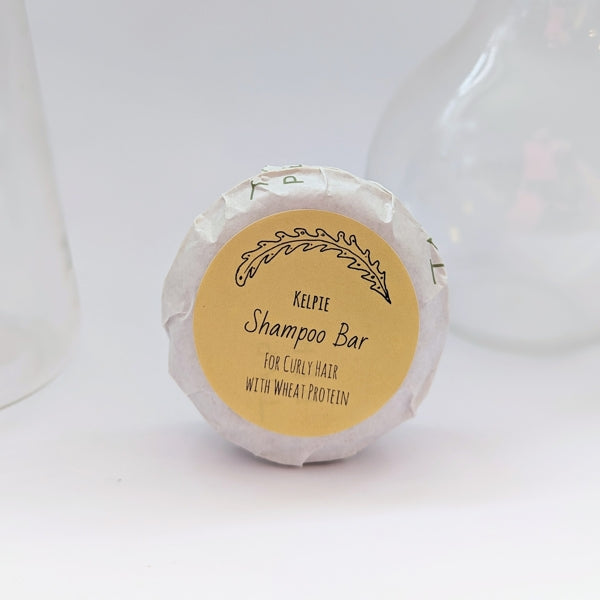 Kelpie
Shampoo Bar
For Curly Hair
with Wheat Protein